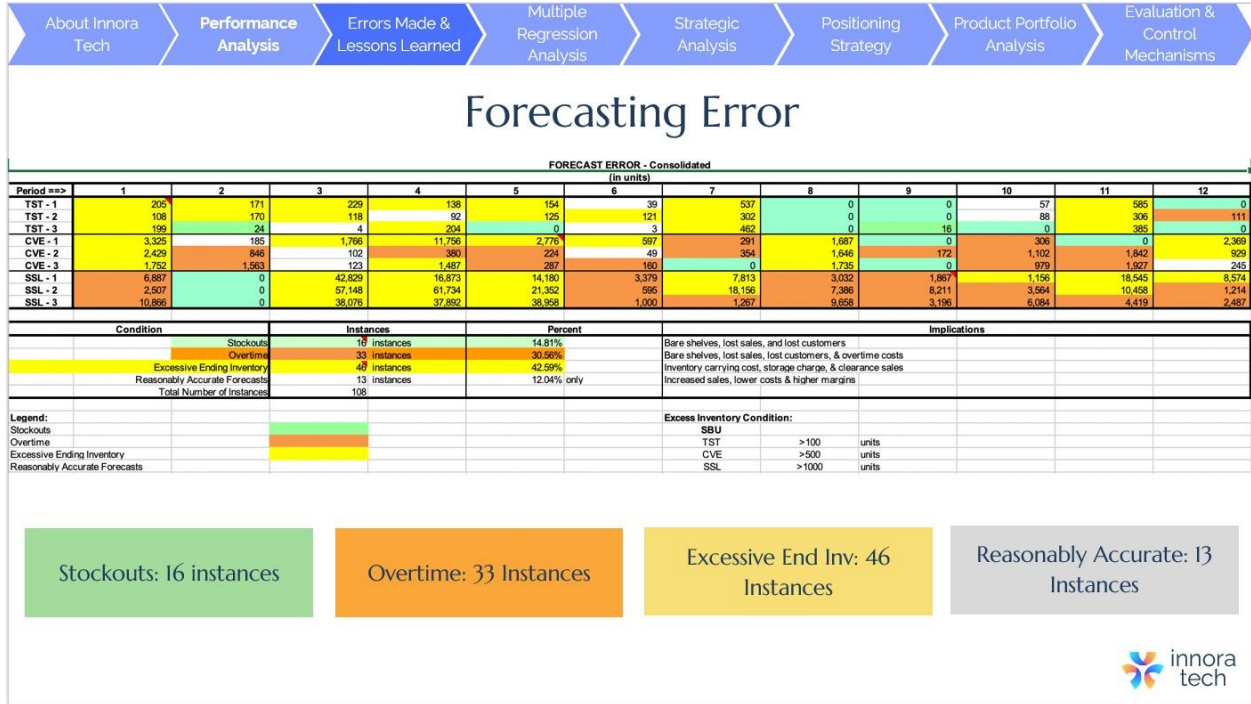 About Innora Tech
Performance Analysis
Errors Made & Lessons Learned
Multiple Regression Analysis
Strategic Analysis
Positioning Strategy
Product Portfolio Analysis
Evaluation & Control Mechanisms
Forecasting Error
FORECAST ERROR - Consolidated
(in units)
Period ==> 1 2 3 4 5 6 7 8 9 10 11 12
TST - 1 205 171 229 138 154 39 537 0 0 57 585 0
TST - 2 108 170 118 92 125 121 302 0 0 88 306 111
TST - 3 199 24 4 204 0 3 462 0 16 0 385 0
CVE - 1 3,325 185 1,766 11,756 2,776 597 291 1,687 0 306 0 2,369
CVE - 2 2,429 846 102 380 224 49 354 1,646 172 1,102 1,842 929
CVE - 3 1,752 1,563 123 1,487 287 160 0 1,735 0 979 1,927 245
SSL - 1 6,887 0 42,829 16,873 14,180 3,379 7,813 3,032 1,867 1,156 18,545 8,574
SSL - 2 2,507 0 57,148 61,734 21,352 595 18,156 7,386 8,211 3,564 10,458 1,214
SSL - 3 10,866 0 38,076 37,892 38,958 1,000 1,267 9,658 3,196 6,084 4,419 2,487
Condition Instances Percent Implications
Stockouts 16 instances 14.81% Bare shelves, lost sales, and lost customers
Overtime 33 instances 30.56% Bare shelves, lost sales, lost customers, & overtime costs
Excessive Ending Inventory 46 instances 42.59% Inventory carrying cost, storage charge, & clearance sales
Reasonably Accurate Forecasts 13 instances 12.04% only Increased sales, lower costs & higher margins
Total Number of Instances 108
Legend: Excess Inventory Condition:
Stockouts SBU
Overtime TST >100 units
Excessive Ending Inventory CVE >500 units
Reasonably Accurate Forecasts SSL >1000 units
Stockouts: 16 instances
Overtime: 33 Instances
Excessive End Inv: 46 Instances
Reasonably Accurate: 13 Instances
innora
tech